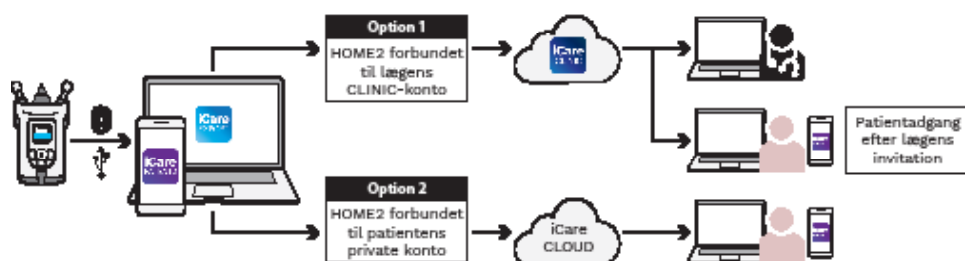 Option 1
HOME2 forbundet
til lægens
CLINIC-konto
iCare
CLINIC
iCare
iCare
PATIENT2
Patientadgang
efter lægens
invitation
Option 2
HOME2 forbundet
til patientens
private konto
iCare
CLOUD